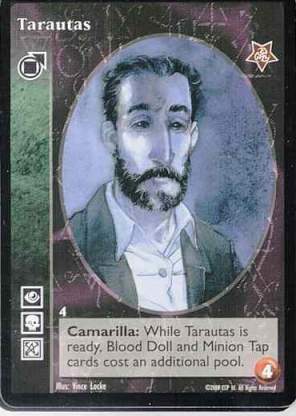 Tarautas
4
Camarilla: While Tarautas is
ready, Blood Doll and Minion Tap
cards cost an additional pool.
4
Illus: Vince Locke